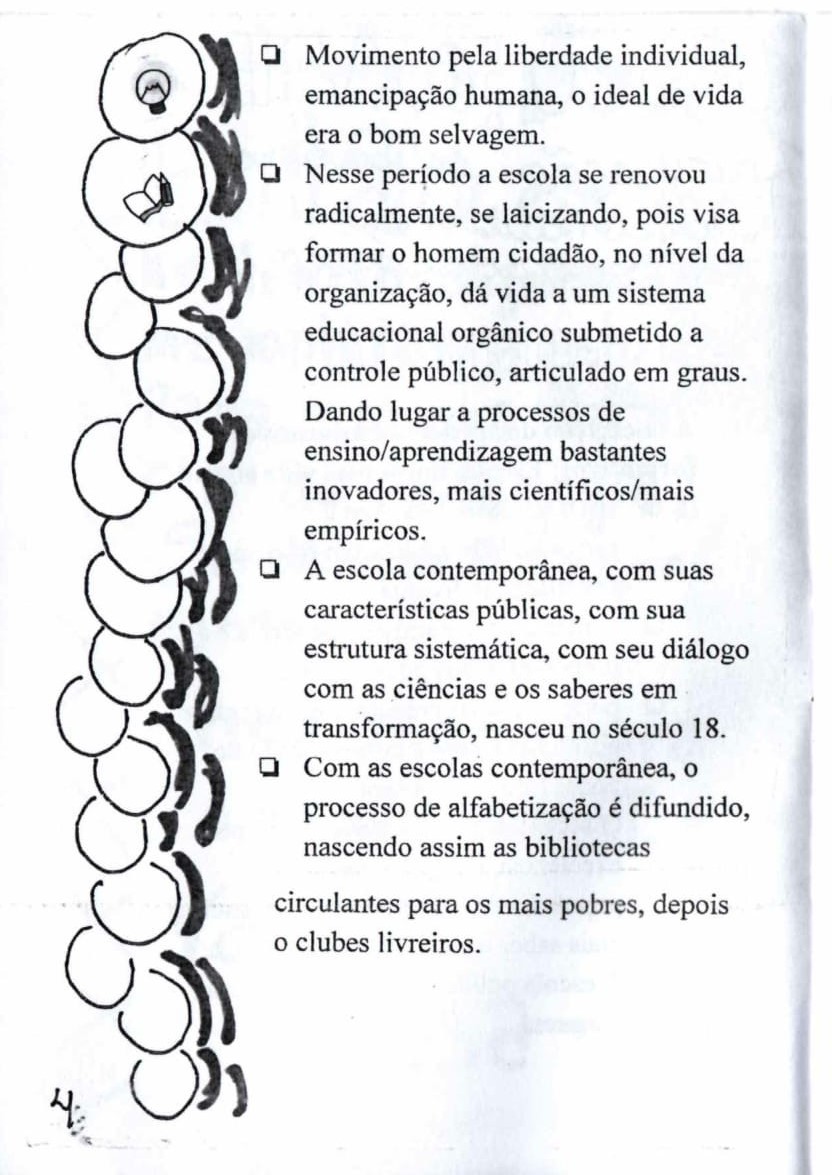 ❏ Movimento pela liberdade individual,
emancipação humana, o ideal de vida
era o bom selvagem.
❏ Nesse período a escola se renovou
radicalmente, se laicizando, pois visa
formar o homem cidadão, no nível da
organização, dá vida a um sistema
educacional orgânico submetido a
controle público, articulado em graus.
Dando lugar a processos de
ensino/aprendizagem bastantes
inovadores, mais científicos/mais
empíricos.
❏ A escola contemporânea, com suas
características públicas, com sua
estrutura sistemática, com seu diálogo
com as ciências e os saberes em
transformação, nasceu no século 18.
❏ Com as escolas contemporânea, o
processo de alfabetização é difundido,
nascendo assim as bibliotecas
circulantes para os mais pobres, depois
o clubes livreiros.
4